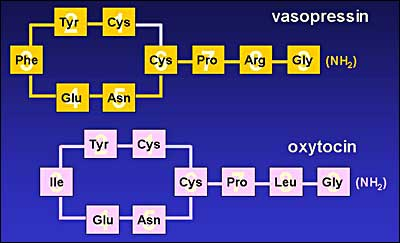 vasopressin
Tyr Cys
Phe Cys Pro Arg Gly (NH₂)
Glu Asn
oxytocin
Tyr Cys
Ile Cys Pro Leu Gly (NH₂)
Glu Asn